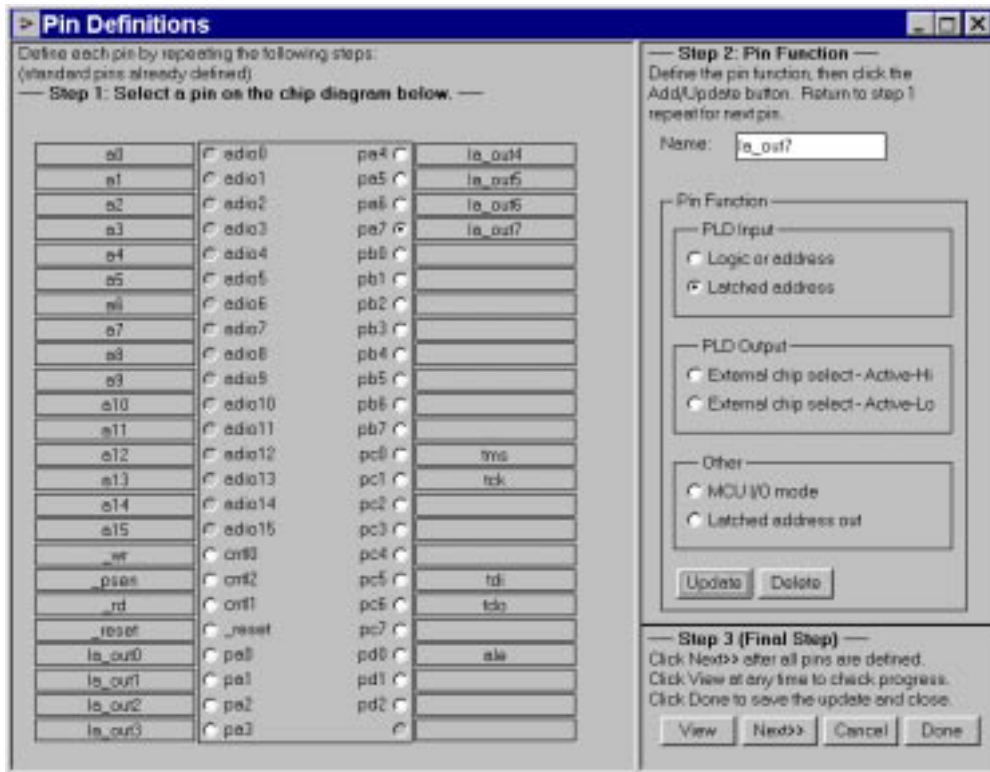 Pin Definitions
Define each pin by repeating the following steps:
(standard pins already defined)
Step 1: Select a pin on the chip diagram below.
a0 adio0 pa4 la_out4
a1 adio1 pa5 la_out5
a2 adio2 pa6 la_out6
a3 adio3 pa7 la_out7
a4 adio4 pb0
a5 adio5 pb1
a6 adio6 pb2
a7 adio7 pb3
a8 adio8 pb4
a9 adio9 pb5
a10 adio10 pb6
a11 adio11 pb7
a12 adio12 pc0 tms
a13 adio13 pc1 tck
a14 adio14 pc2
a15 adio15 pc3
_wr cntl0 pc4
_psen cntl2 pc5 tdi
_rd cntl1 pc6 tdo
_reset _reset pc7
la_out0 pa0 pd0 ale
la_out1 pa1 pd1
la_out2 pa2 pd2
la_out3 pa3
Step 2: Pin Function
Define the pin function, then click the
Add/Update button. Return to step 1
repeat for next pin.
Name: la_out7
Pin Function
PLD Input
Logic or address
Latched address
PLD Output
External chip select - Active-Hi
External chip select - Active-Lo
Other
MCU I/O mode
Latched address out
Update Delete
Step 3 (Final Step)
Click Next>> after all pins are defined.
Click View at any time to check progress.
Click Done to save the update and close.
View Next>> Cancel Done